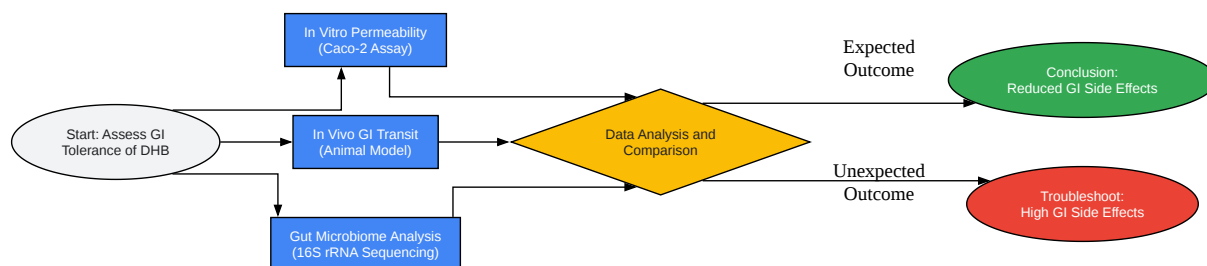 Start: Assess GI
Tolerance of DHB
In Vitro Permeability
(Caco-2 Assay)
In Vivo GI Transit
(Animal Model)
Gut Microbiome Analysis
(16S rRNA Sequencing)
Data Analysis and
Comparison
Expected
Outcome
Conclusion:
Reduced GI Side Effects
Unexpected
Outcome
Troubleshoot:
High GI Side Effects